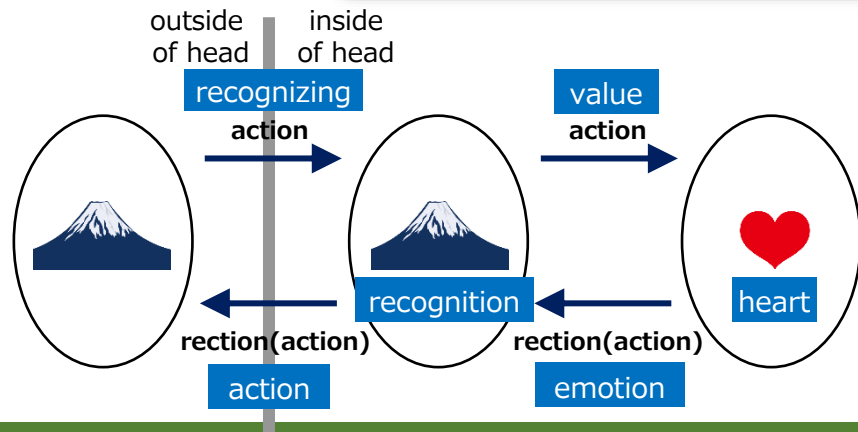 outside
of head
inside
of head
recognizing
action
value
action
recognition
heart
rection(action)
action
rection(action)
emotion